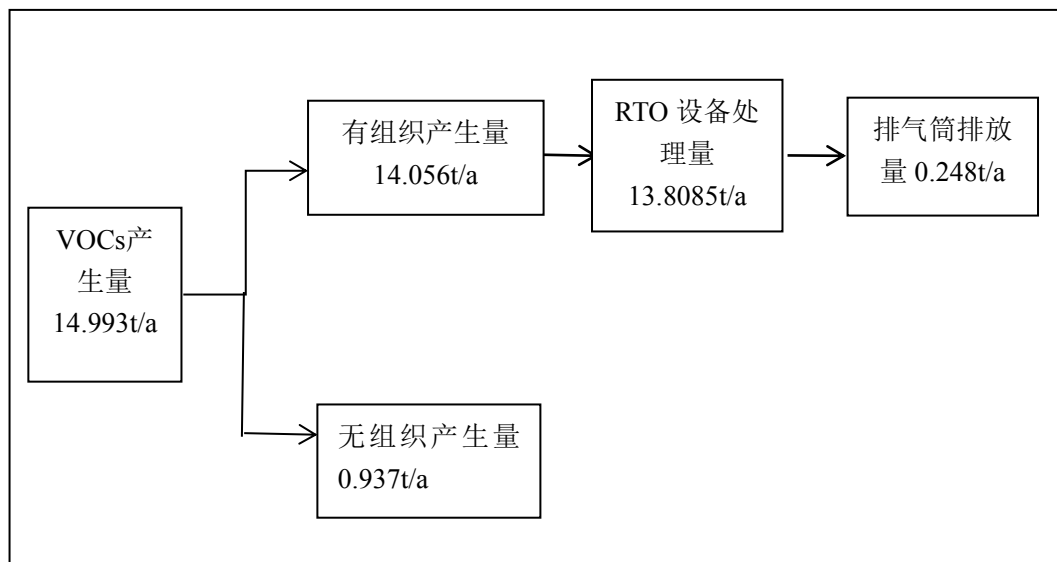 VOCs产
生量
14.993t/a
有组织产生量
14.056t/a
RTO 设备处
理量
13.8085t/a
排气筒排放
量 0.248t/a
无组织产生量
0.937t/a